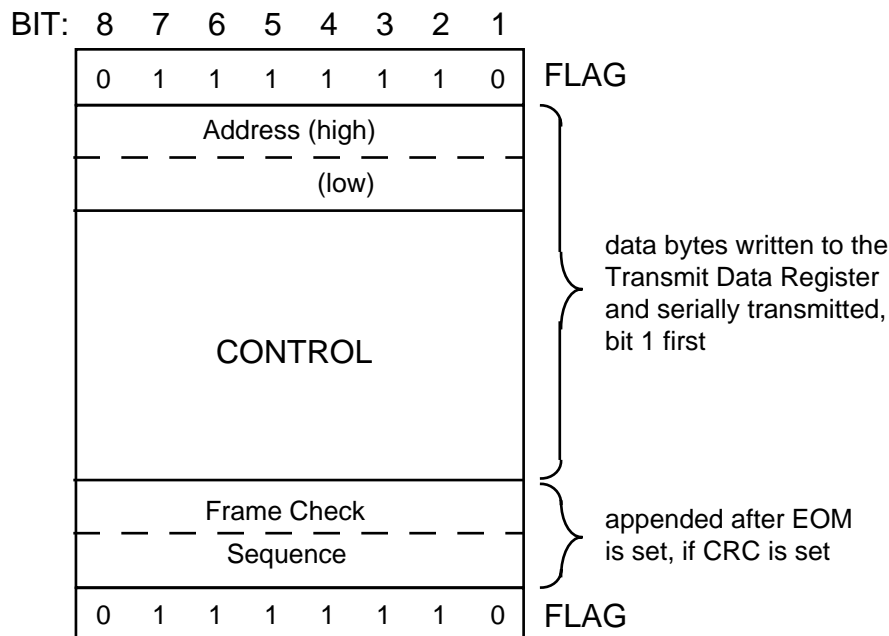 BIT: 8 7 6 5 4 3 2 1
0 1 1 1 1 1 1 0 FLAG
Address (high)
(low)
CONTROL
data bytes written to the
Transmit Data Register
and serially transmitted,
bit 1 first
Frame Check
Sequence
appended after EOM
is set, if CRC is set
0 1 1 1 1 1 1 0 FLAG